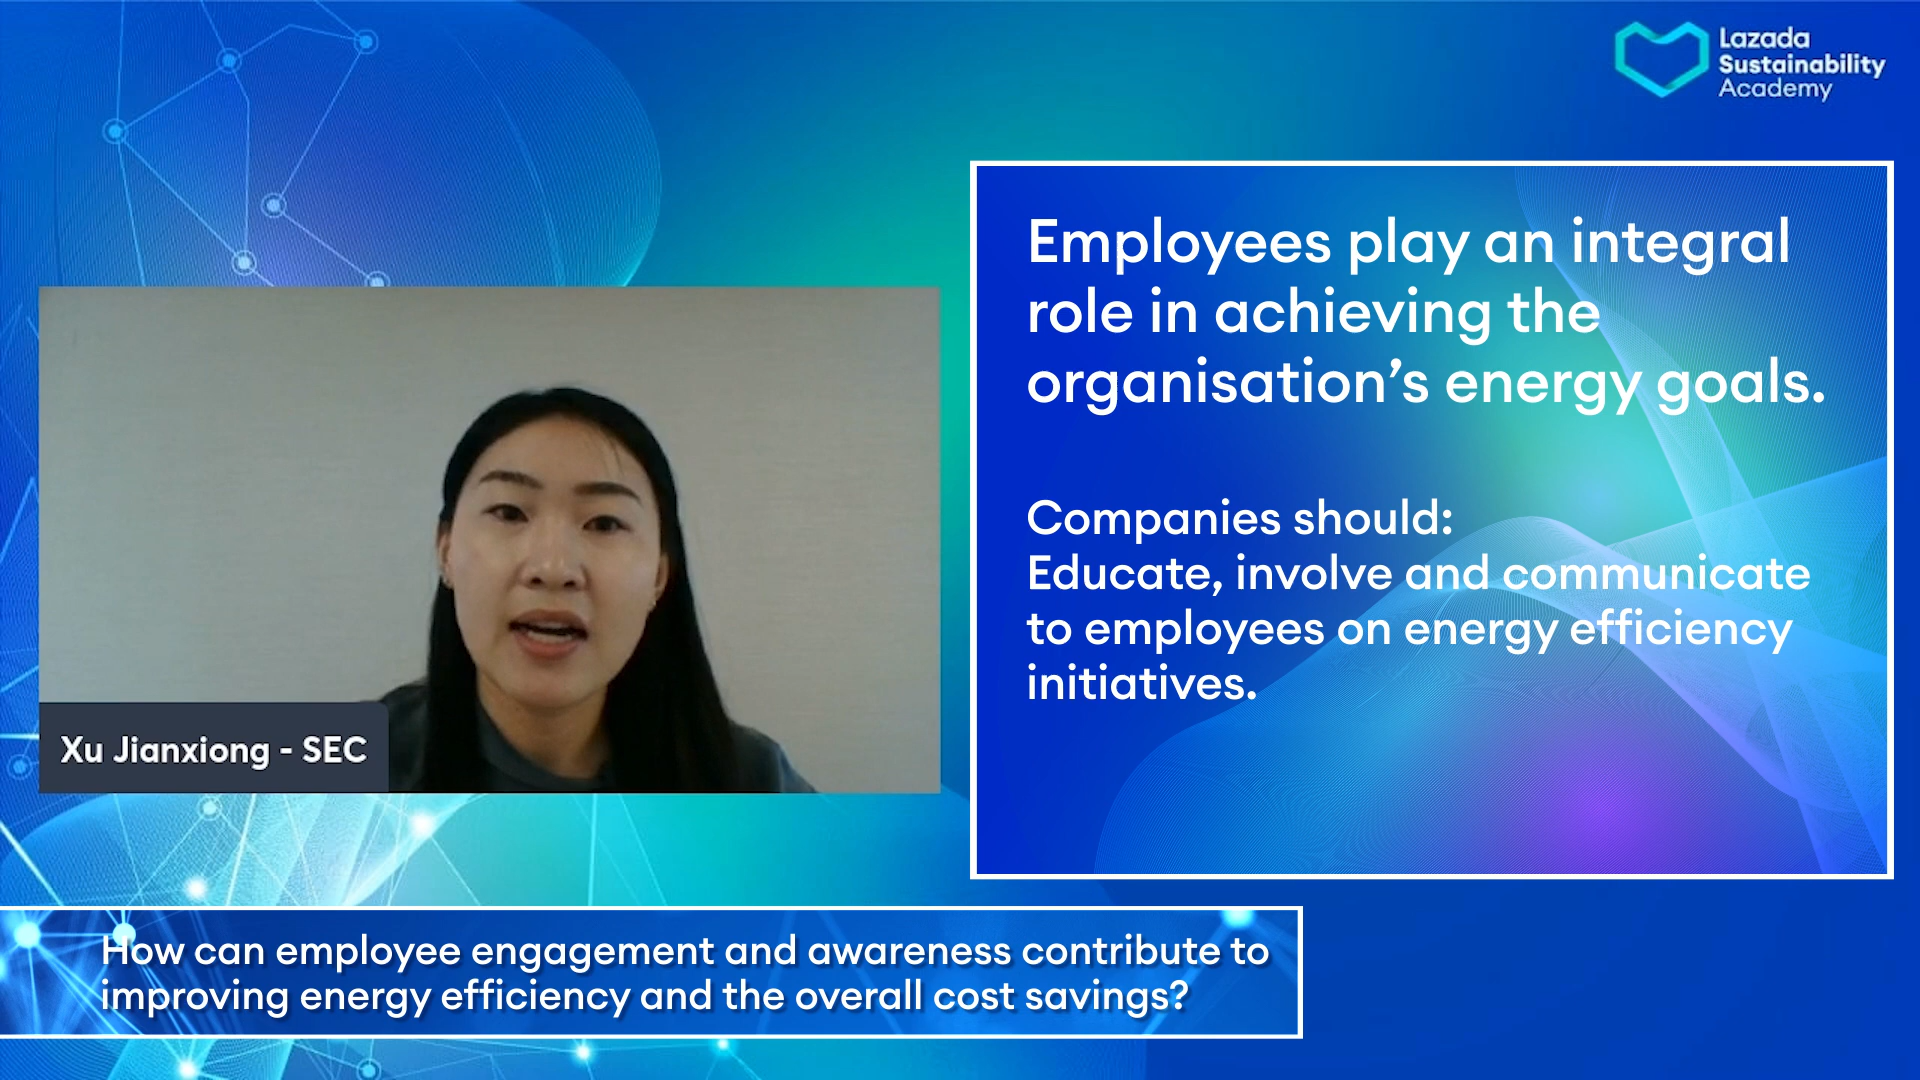 Lazada
Sustainability
Academy
Employees play an integral
role in achieving the
organisation’s energy goals.
Companies should:
Educate, involve and communicate
to employees on energy efficiency
initiatives.
Xu Jianxiong - SEC
How can employee engagement and awareness contribute to
improving energy efficiency and the overall cost savings?